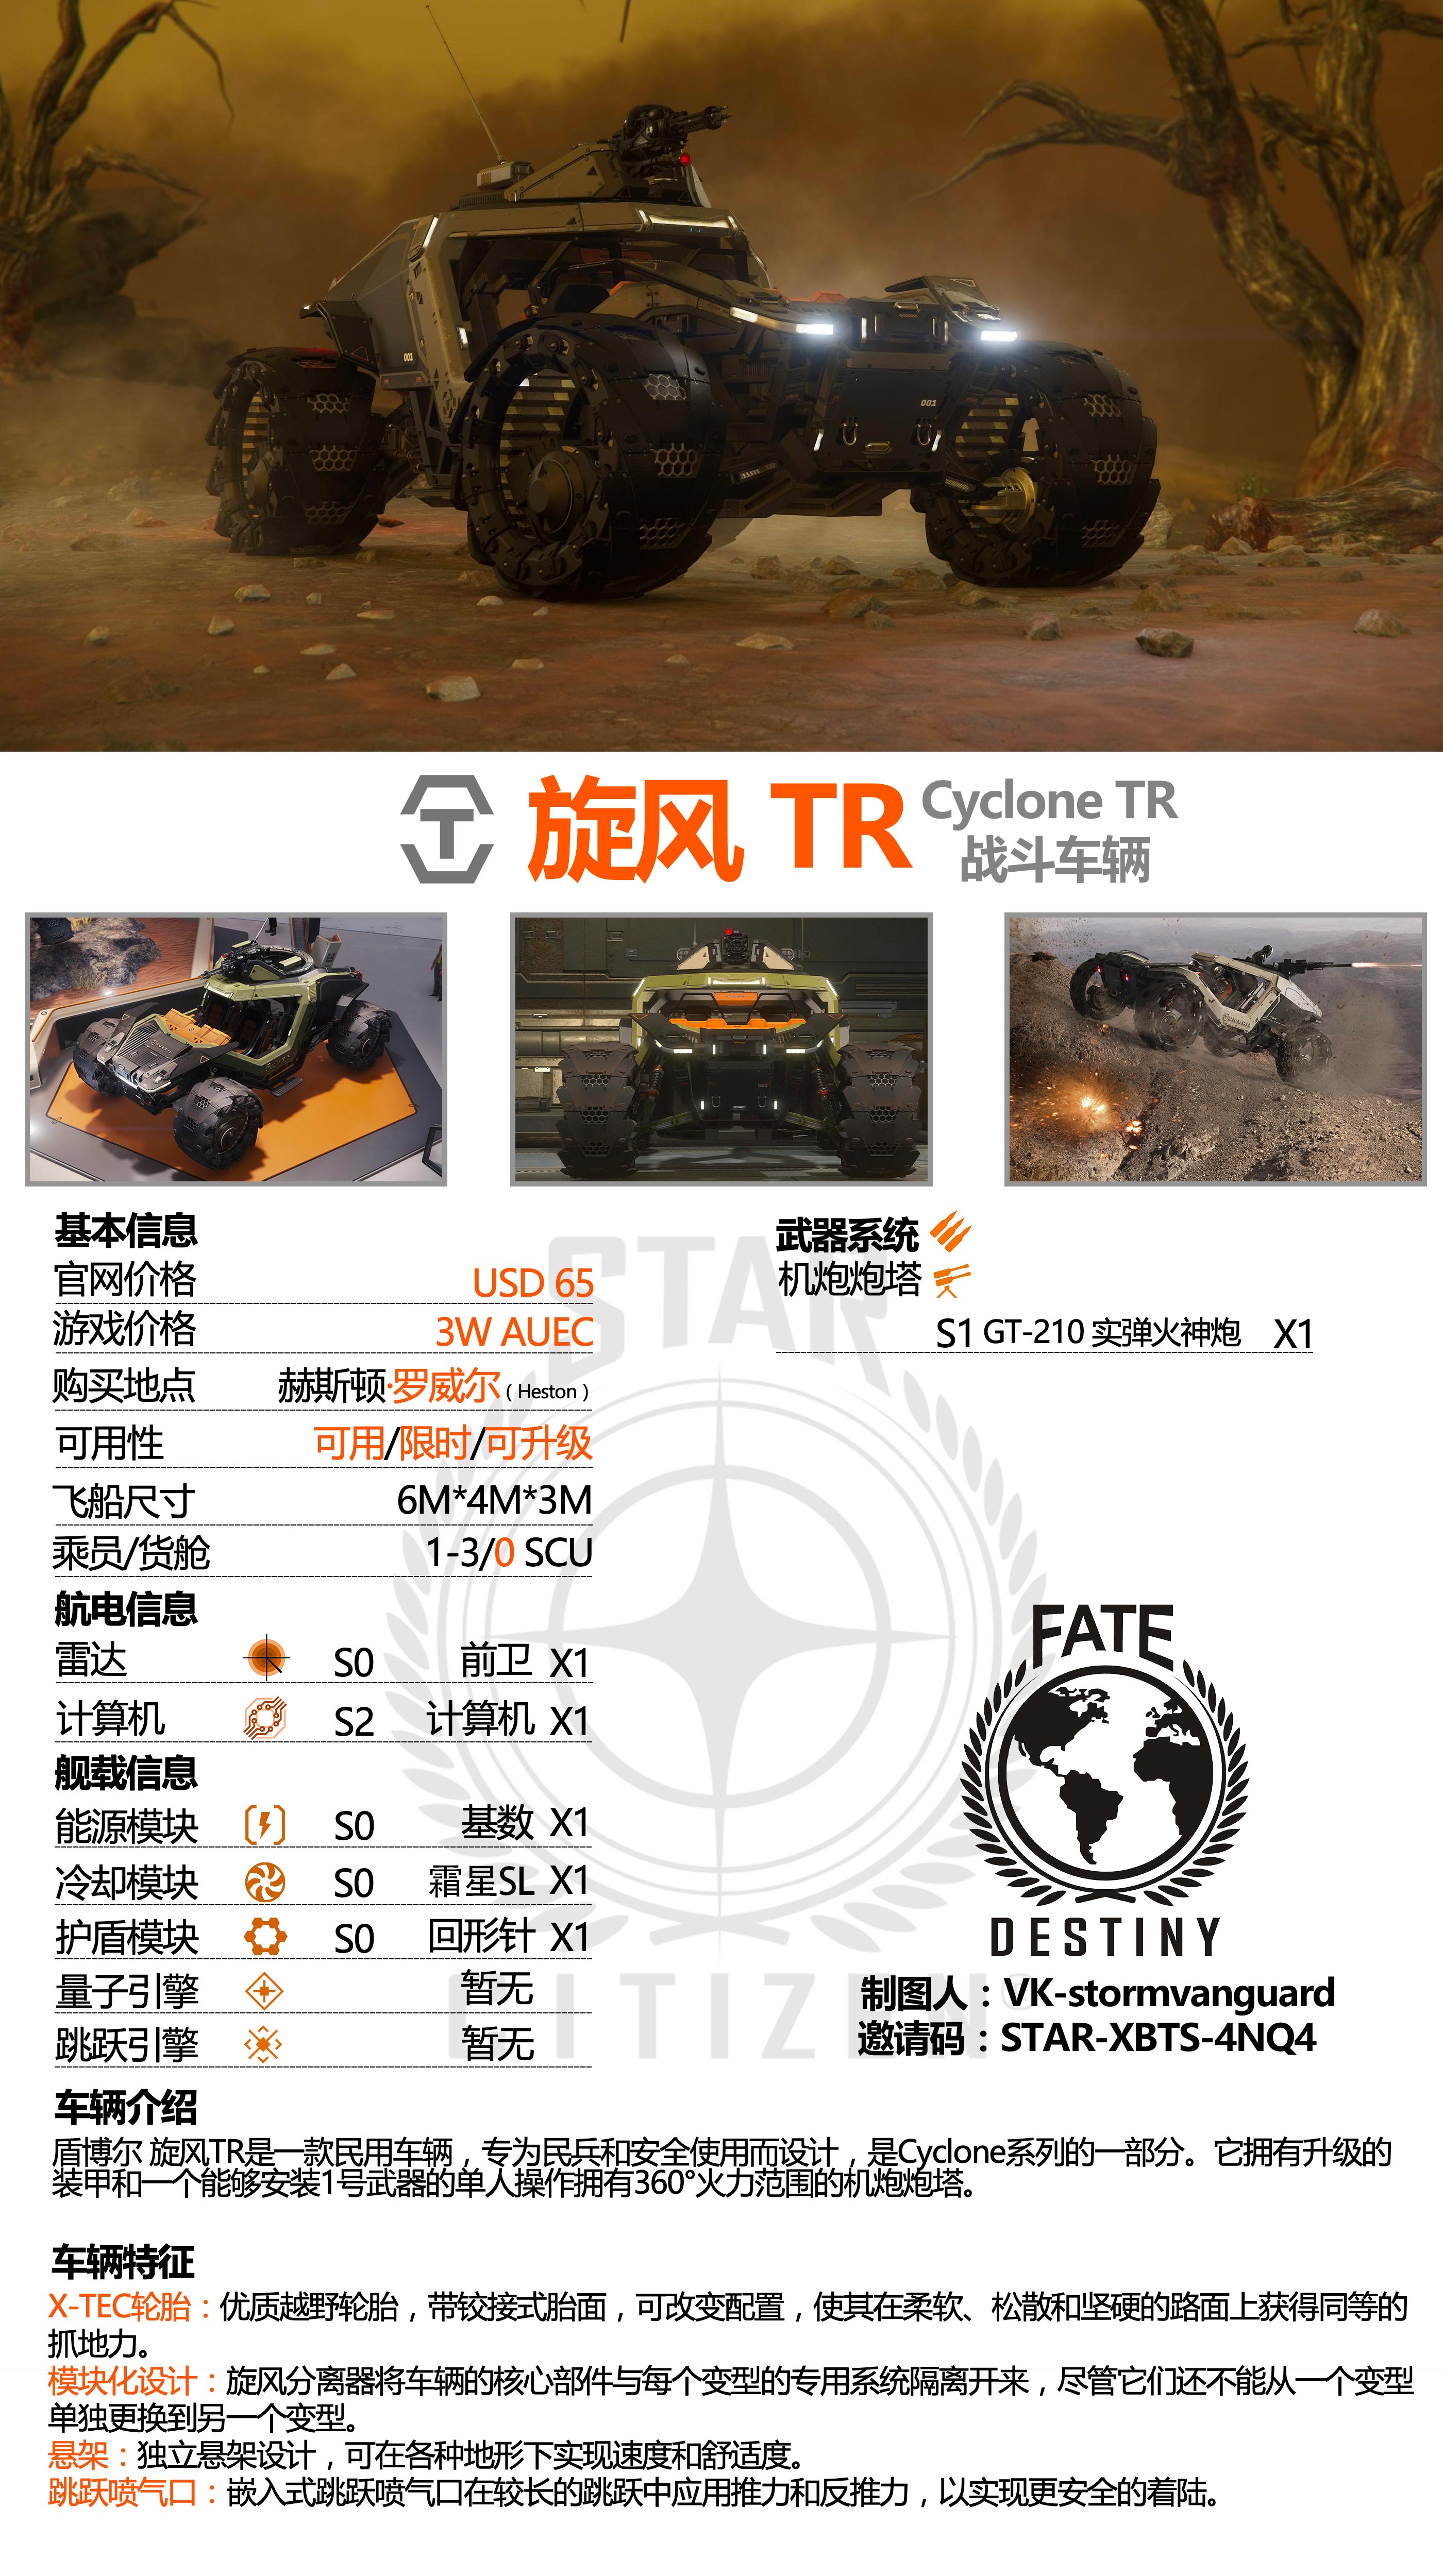 001
001
旋风 TR
Cyclone TR
战斗车辆
基本信息
官网价格 USD 65
游戏价格 3W AUEC
购买地点 赫斯顿·罗威尔（Heston）
可用性 可用/限时/可升级
飞船尺寸 6M*4M*3M
乘员/货舱 1-3/0 SCU
航电信息
雷达 S0 前卫 X1
计算机 S2 计算机 X1
舰载信息
能源模块 S0 基数 X1
冷却模块 S0 霜星SL X1
护盾模块 S0 回形针 X1
量子引擎 暂无
跳跃引擎 暂无
武器系统
机炮炮塔
S1 GT-210 实弹火神炮 X1
STAR
CITIZEN
FATE
DESTINY
制图人：VK-stormvanguard
邀请码：STAR-XBTS-4NQ4
车辆介绍
盾博尔 旋风TR是一款民用车辆，专为民兵和安全使用而设计，是Cyclone系列的一部分。它拥有升级的
装甲和一个能够安装1号武器的单人操作拥有360°火力范围的机炮炮塔。
车辆特征
X-TEC轮胎：优质越野轮胎，带铰接式胎面，可改变配置，使其在柔软、松散和坚硬的路面上获得同等的
抓地力。
模块化设计：旋风分离器将车辆的核心部件与每个变型的专用系统隔离开来，尽管它们还不能从一个变型
单独更换到另一个变型。
悬架：独立悬架设计，可在各种地形下实现速度和舒适度。
跳跃喷气口：嵌入式跳跃喷气口在较长的跳跃中应用推力和反推力，以实现更安全的着陆。